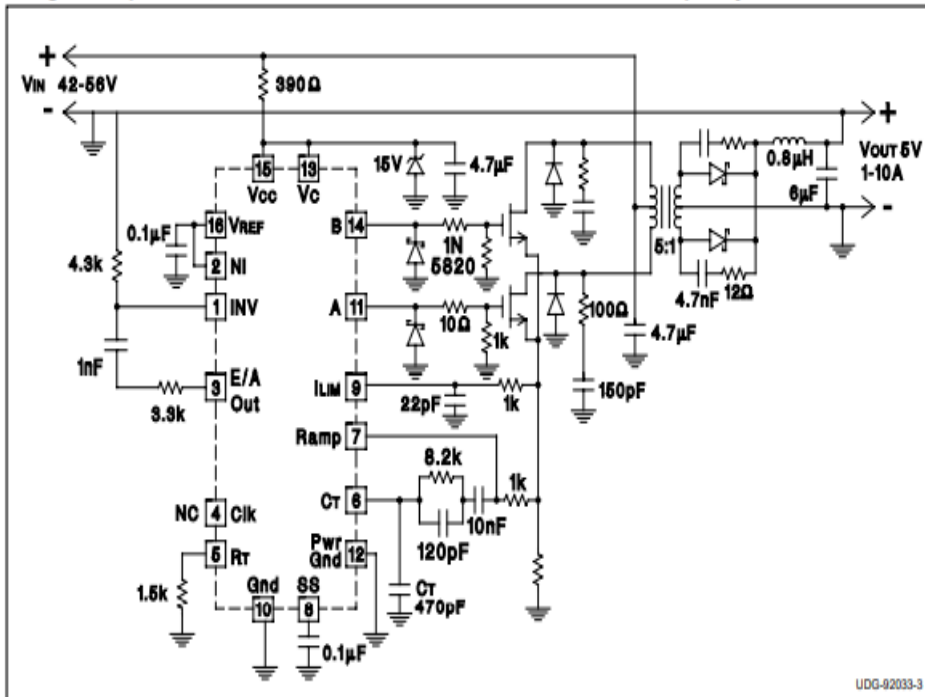 +
VIN 42-56V
-
390Ω
+
VOUT 5V
1-10A
-
0.8µH
6µF
15V
4.7µF
15
VCC
13
VC
16
VREF
0.1µF
2
NI
4.3k
1
INV
1nF
3
E/A
Out
3.3k
B
14
1N
5820
A
11
10Ω
1k
100Ω
5:1
4.7nF
12Ω
4.7µF
150pF
ILIM
9
22pF
1k
Ramp
7
8.2k
1k
CT
6
10nF
120pF
NC
4
Clk
5
RT
Pwr
Gnd
12
1.5k
Gnd
10
SS
8
CT
470pF
0.1µF
UDG-92033-3